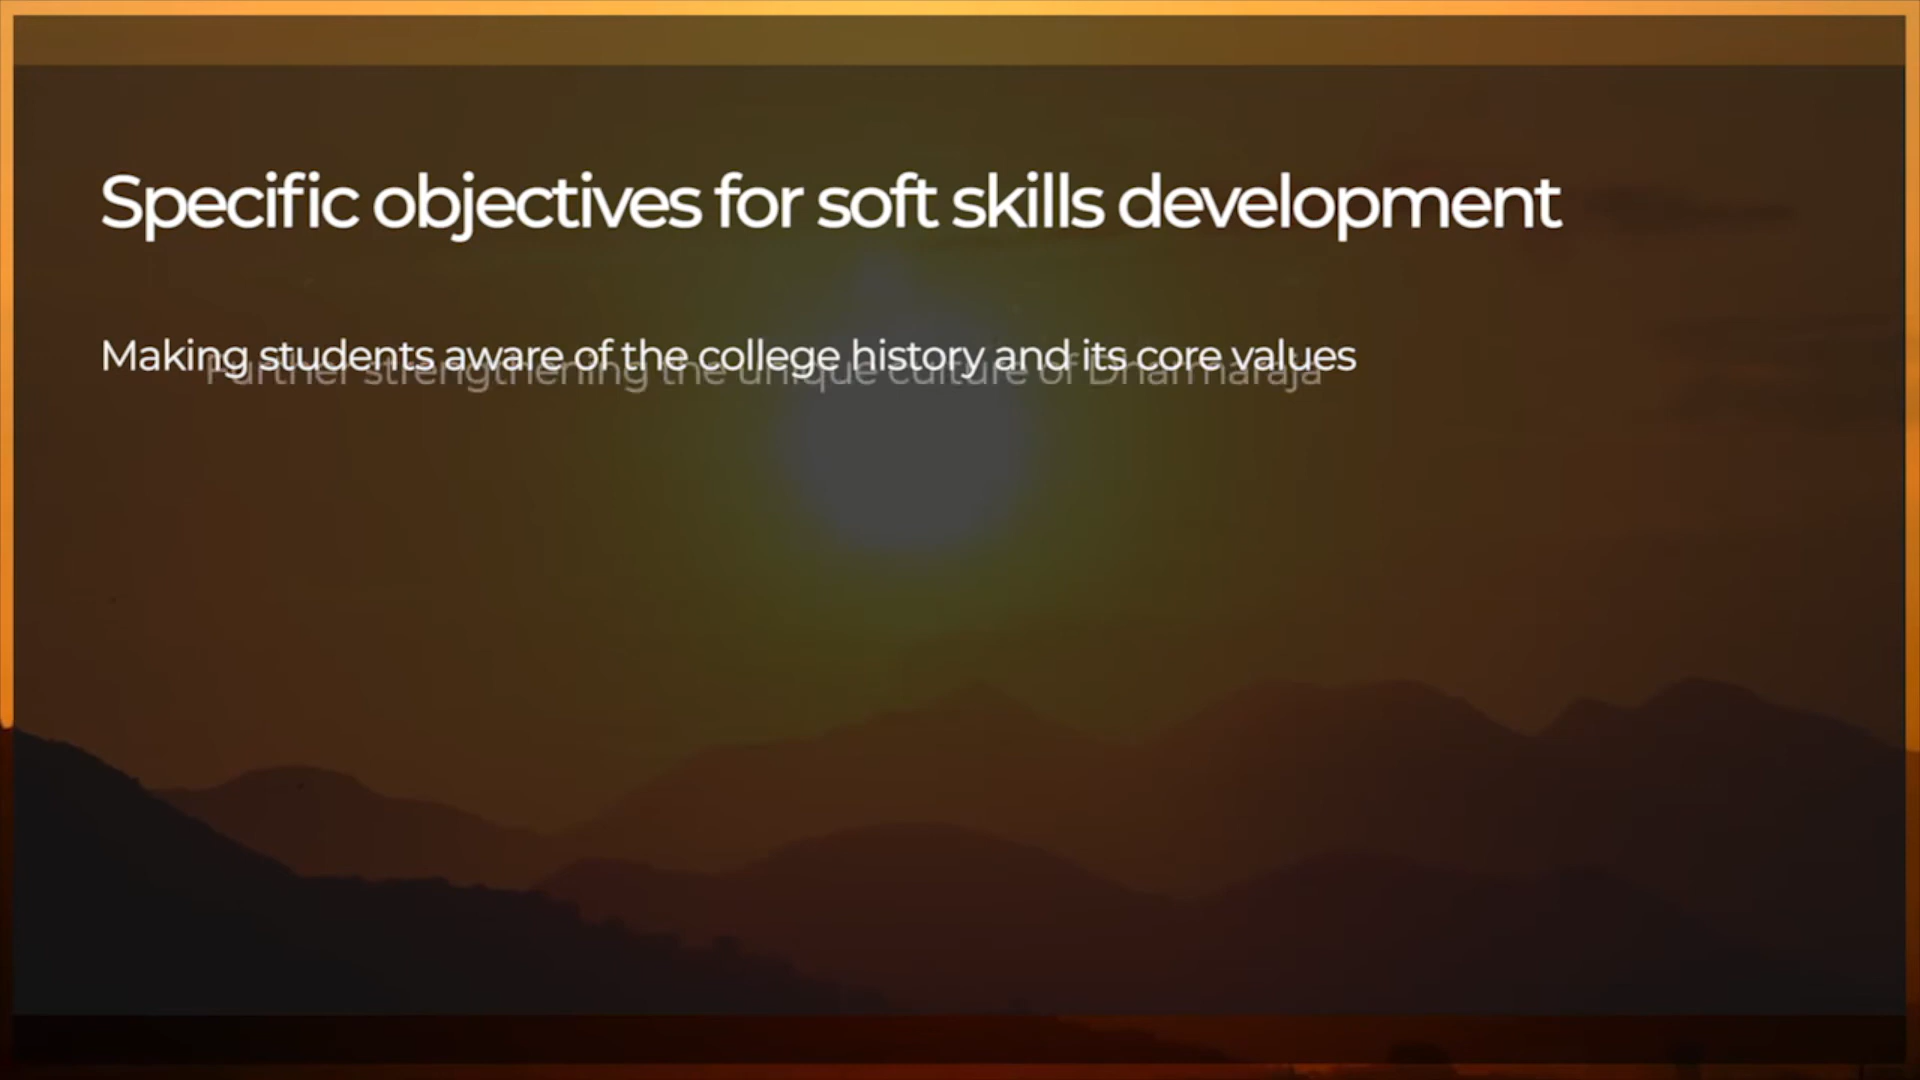 Specific objectives for soft skills development
Making students aware of the college history and its core values
Further strengthening the unique culture of Dharmaraja